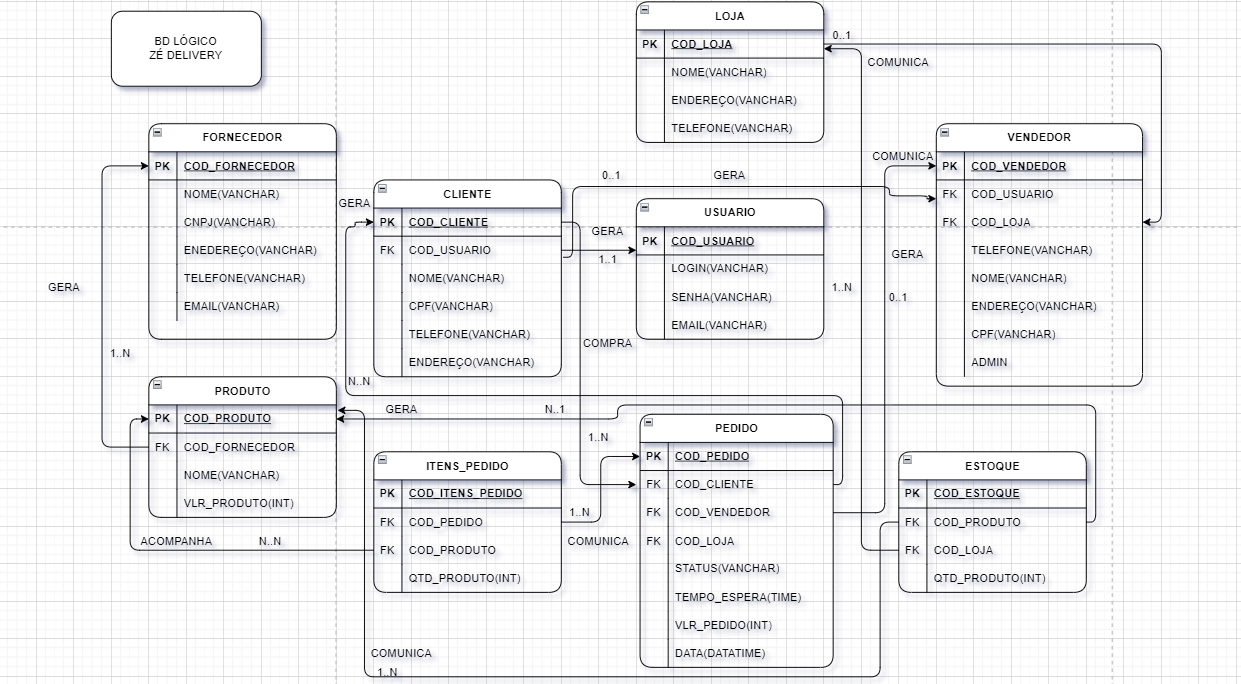 BD LÓGICO
ZÉ DELIVERY
LOJA
PK COD_LOJA
NOME(VANCHAR)
ENDEREÇO(VANCHAR)
TELEFONE(VANCHAR)
0..1
COMUNICA
FORNECEDOR
PK COD_FORNECEDOR
NOME(VANCHAR)
CNPJ(VANCHAR)
ENEDEREÇO(VANCHAR)
TELEFONE(VANCHAR)
EMAIL(VANCHAR)
GERA
1..N
CLIENTE
PK COD_CLIENTE
FK COD_USUARIO
NOME(VANCHAR)
CPF(VANCHAR)
TELEFONE(VANCHAR)
ENDEREÇO(VANCHAR)
GERA
N..N
0..1
GERA
GERA
1..1
USUARIO
PK COD_USUARIO
LOGIN(VANCHAR)
SENHA(VANCHAR)
EMAIL(VANCHAR)
COMPRA
1..N
COMUNICA
GERA
0..1
1..N
VENDEDOR
PK COD_VENDEDOR
FK COD_USUARIO
FK COD_LOJA
TELEFONE(VANCHAR)
NOME(VANCHAR)
ENDEREÇO(VANCHAR)
CPF(VANCHAR)
ADMIN
PRODUTO
PK COD_PRODUTO
FK COD_FORNECEDOR
NOME(VANCHAR)
VLR_PRODUTO(INT)
GERA
N..1
ACOMPANHA
N..N
ITENS_PEDIDO
PK COD_ITENS_PEDIDO
FK COD_PEDIDO
FK COD_PRODUTO
QTD_PRODUTO(INT)
1..N
COMUNICA
PEDIDO
PK COD_PEDIDO
FK COD_CLIENTE
FK COD_VENDEDOR
FK COD_LOJA
STATUS(VANCHAR)
TEMPO_ESPERA(TIME)
VLR_PEDIDO(INT)
DATA(DATATIME)
ESTOQUE
PK COD_ESTOQUE
FK COD_PRODUTO
FK COD_LOJA
QTD_PRODUTO(INT)
COMUNICA
1..N